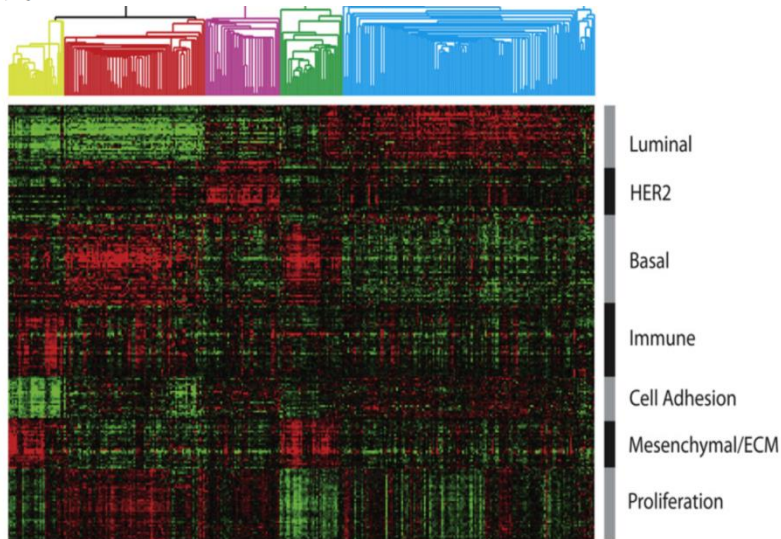 Luminal
HER2
Basal
Immune
Cell Adhesion
Mesenchymal/ECM
Proliferation